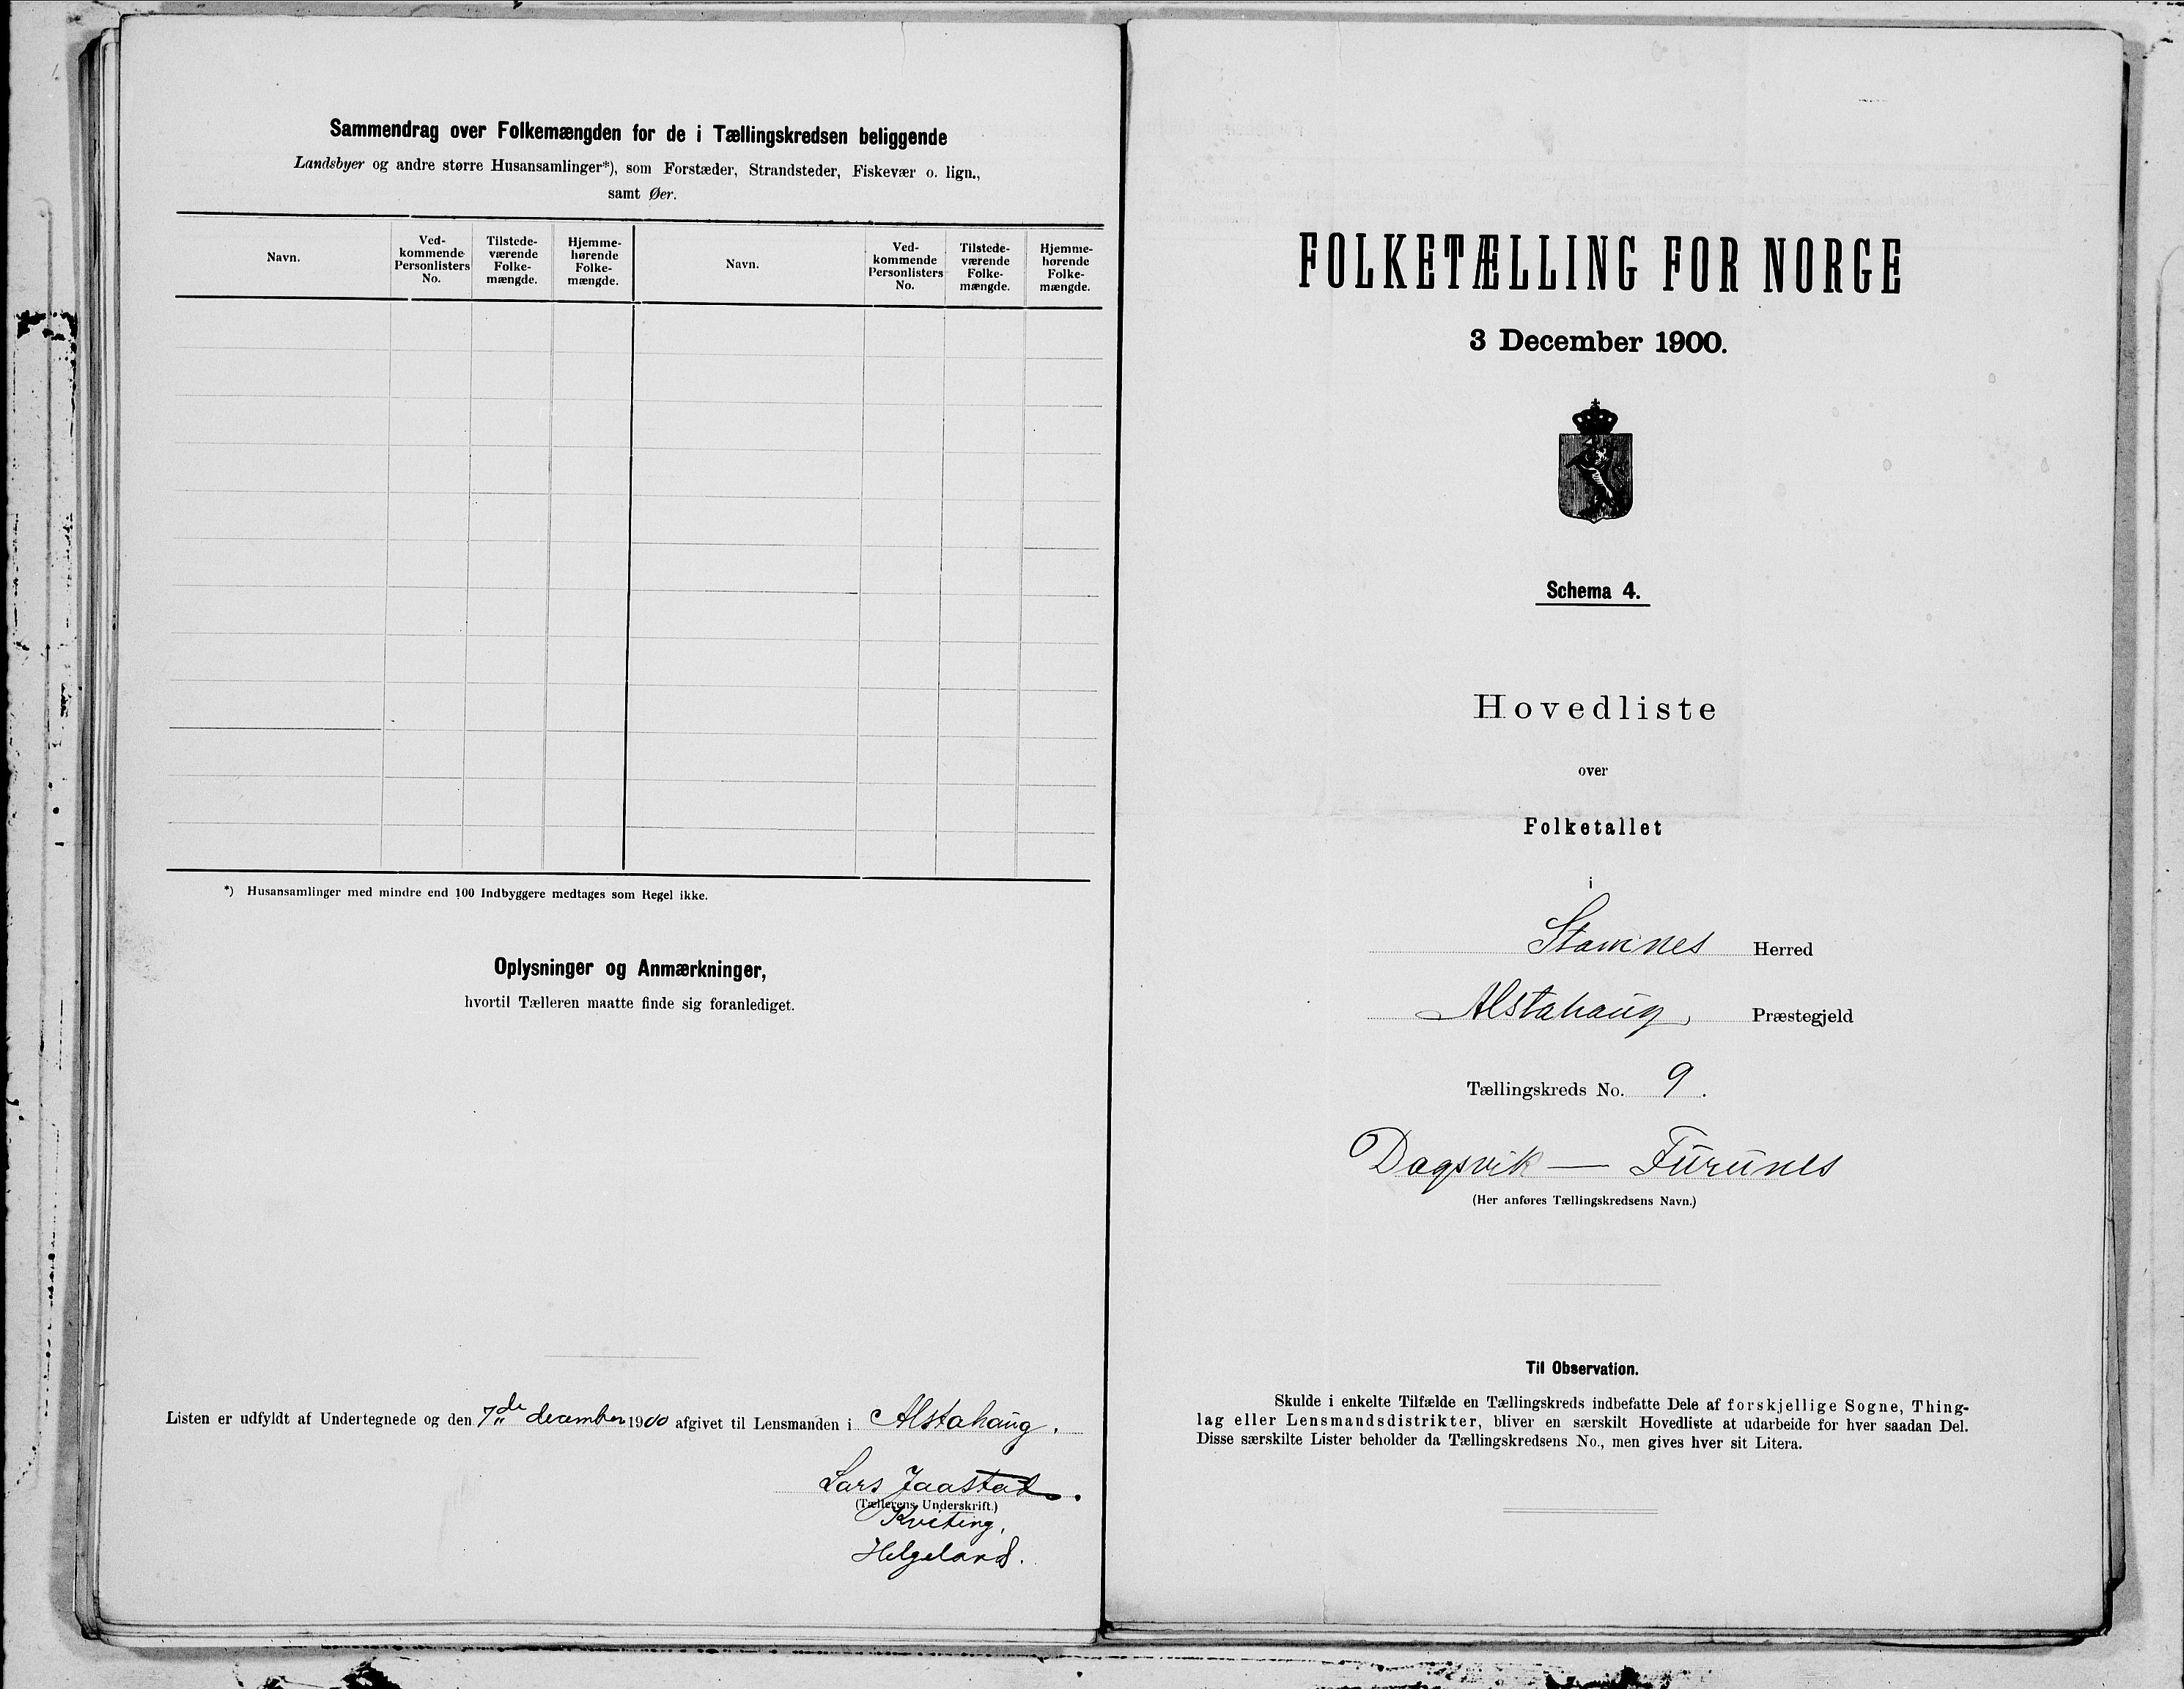 Sammendrag over Folkemængden for de i Tællingskredsen beliggende
Landsbyer og andre større Husansamlinger*), som Forstæder, Strandsteder, Fiskevær o. lign.,
samt Øer.
Navn.
Ved-
kommende
Personlisters
No.
Tilstede-
værende
Folke-
mængde.
Hjemme-
hørende
Folke-
mængde.
Navn.
Ved-
kommende
Personlisters
No.
Tilstede-
værende
Folke-
mængde.
Hjemme-
hørende
Folke-
mængde.
*) Husansamlinger med mindre end 100 Indbyggere medtages som Regel ikke.
Oplysninger og Anmærkninger,
hvortil Tælleren maatte finde sig foranlediget.
Listen er udfyldt af Undertegnede og den 7de december 1900 afgivet til Lensmanden i Alstahaug.
Lars Jaastad.
(Tællerens Underskrift.)
Kviting,
Helgeland.
FOLKETÆLLING FOR NORGE
3 December 1900.
Schema 4.
Hovedliste
over
Folketallet
i
Stamnes Herred
Alstahaug, Præstegjeld
Tællingskreds No. 9.
Dagsvik — Furunes
(Her anføres Tællingskredsens Navn.)
Til Observation.
Skulde i enkelte Tilfælde en Tællingskreds indbefatte Dele af forskjellige Sogne, Thing-
lag eller Lensmandsdistrikter, bliver en særskilt Hovedliste at udarbeide for hver saadan Del.
Disse særskilte Lister beholder da Tællingskredsens No., men gives hver sit Litera.